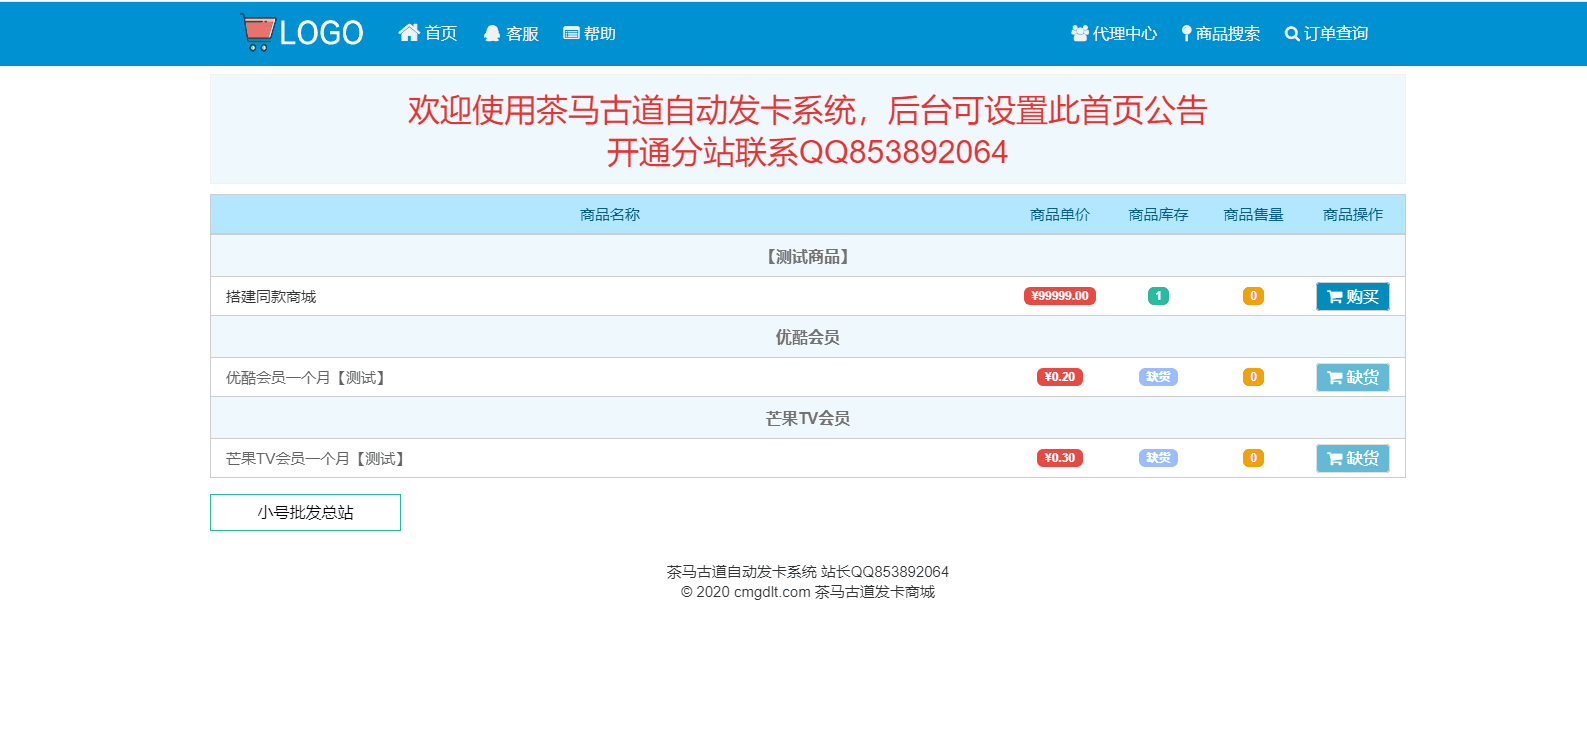 LOGO 首页 客服 帮助 代理中心 商品搜索 订单查询
欢迎使用茶马古道自动发卡系统，后台可设置此首页公告
开通分站联系QQ853892064
商品名称 商品单价 商品库存 商品售量 商品操作
【测试商品】
搭建同款商城 ¥99999.00 1 0 购买
优酷会员
优酷会员一个月【测试】 ¥0.20 缺货 0 缺货
芒果TV会员
芒果TV会员一个月【测试】 ¥0.30 缺货 0 缺货
小号批发总站
茶马古道自动发卡系统 站长QQ853892064
© 2020 cmgdlt.com 茶马古道发卡商城